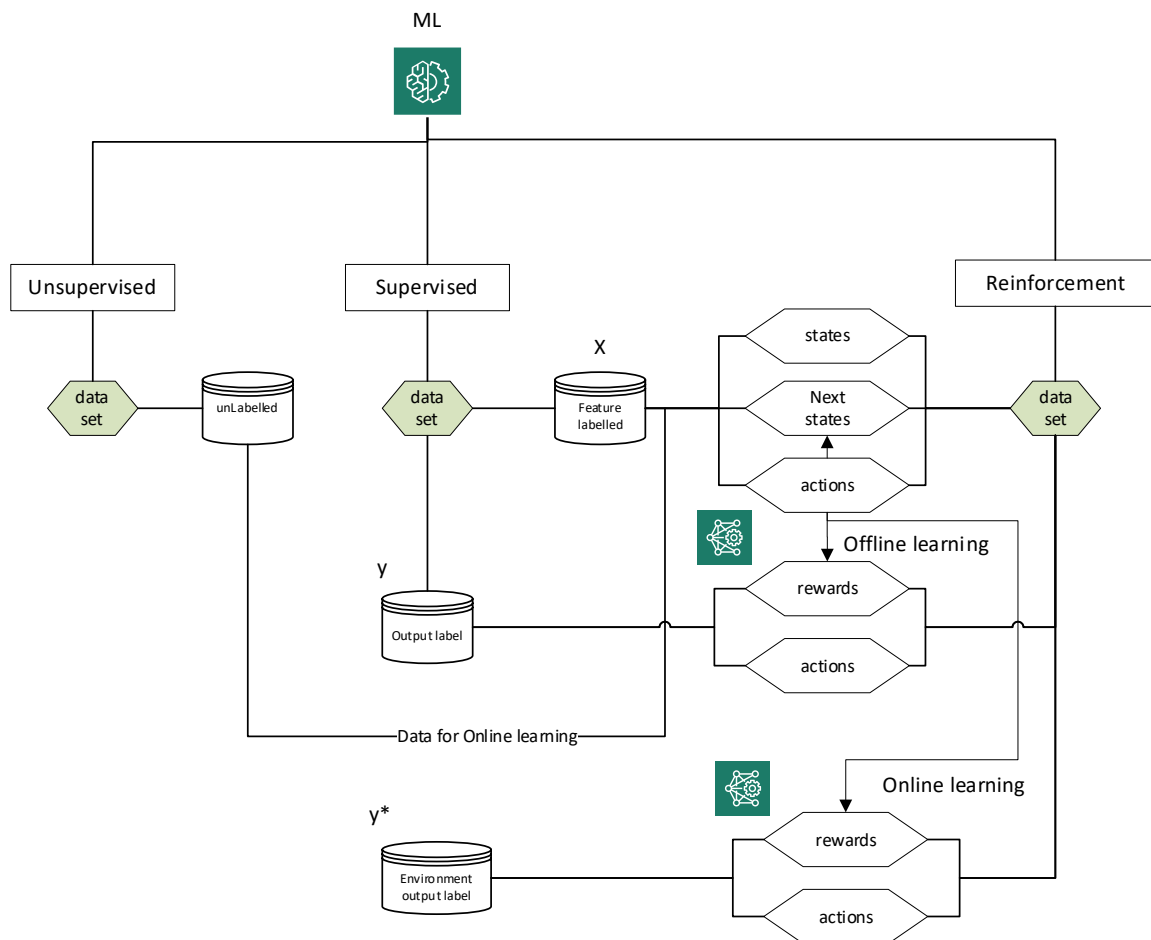 ML
Unsupervised
Supervised
Reinforcement
states
X
data
set
unLabelled
data
set
Feature
labelled
Next
states
data
set
actions
Offline learning
y
rewards
Output label
actions
Data for Online learning
Online learning
y*
rewards
Environment
output label
actions